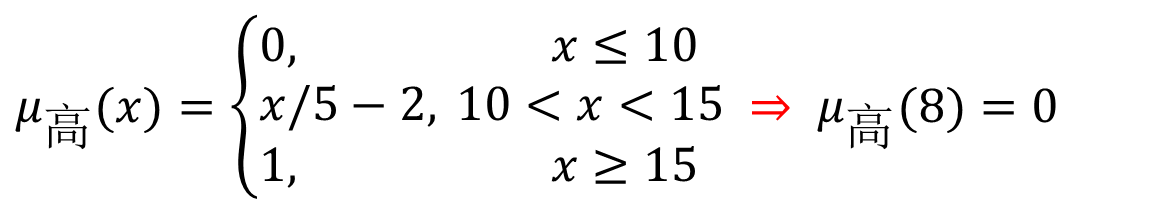 0, x ≤ 10
μ高(x) = { x/5 − 2, 10 < x < 15 ⇒ μ高(8) = 0
1, x ≥ 15